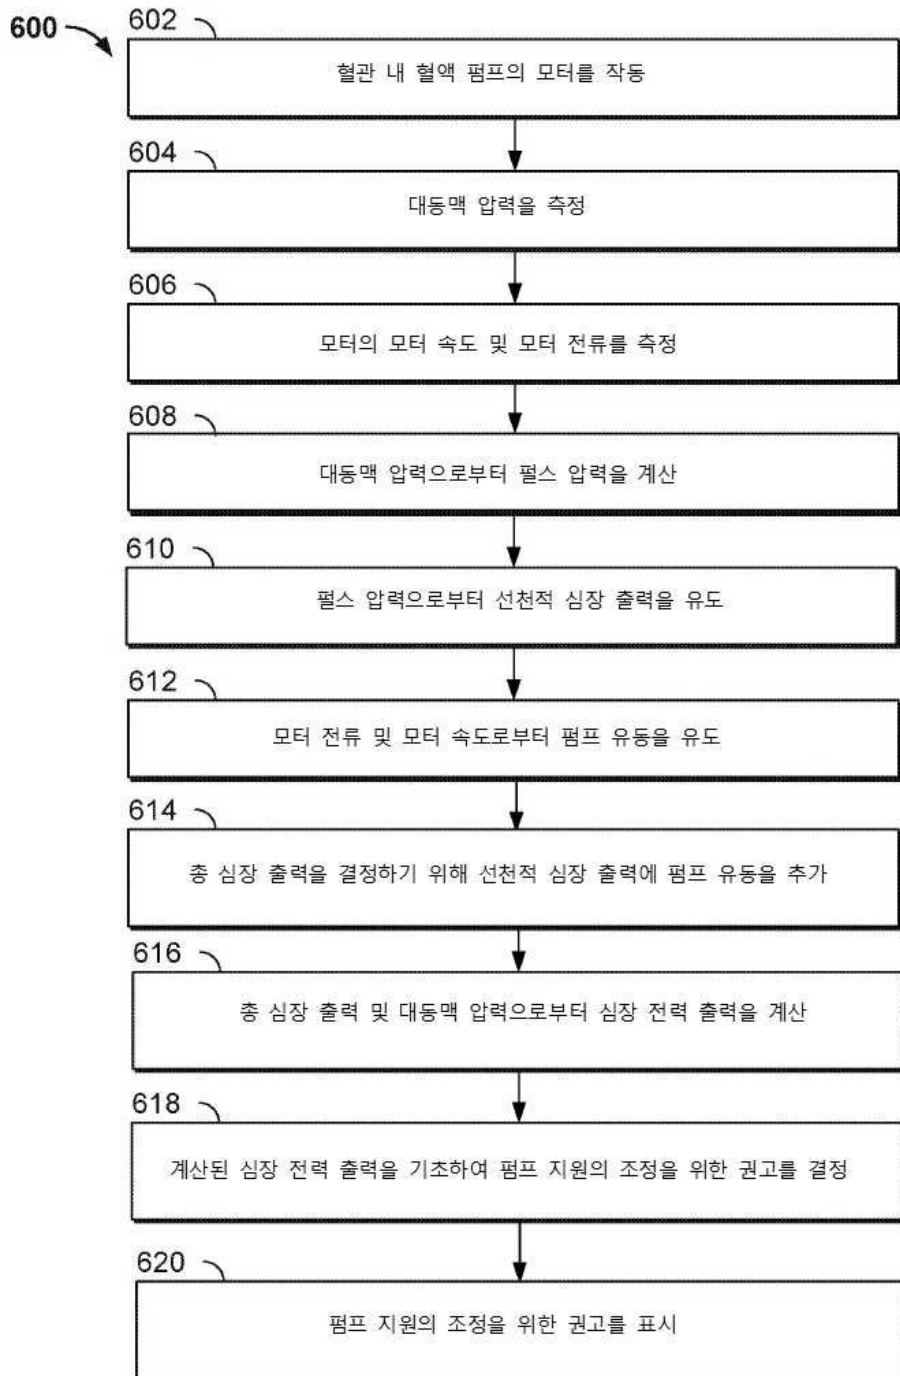 600
602
혈관 내 혈액 펌프의 모터를 작동
604
대동맥 압력을 측정
606
모터의 모터 속도 및 모터 전류를 측정
608
대동맥 압력으로부터 펄스 압력을 계산
610
펄스 압력으로부터 선천적 심장 출력을 유도
612
모터 전류 및 모터 속도로부터 펌프 유동을 유도
614
총 심장 출력을 결정하기 위해 선천적 심장 출력에 펌프 유동을 추가
616
총 심장 출력 및 대동맥 압력으로부터 심장 전력 출력을 계산
618
계산된 심장 전력 출력을 기초하여 펌프 지원의 조정을 위한 권고를 결정
620
펌프 지원의 조정을 위한 권고를 표시